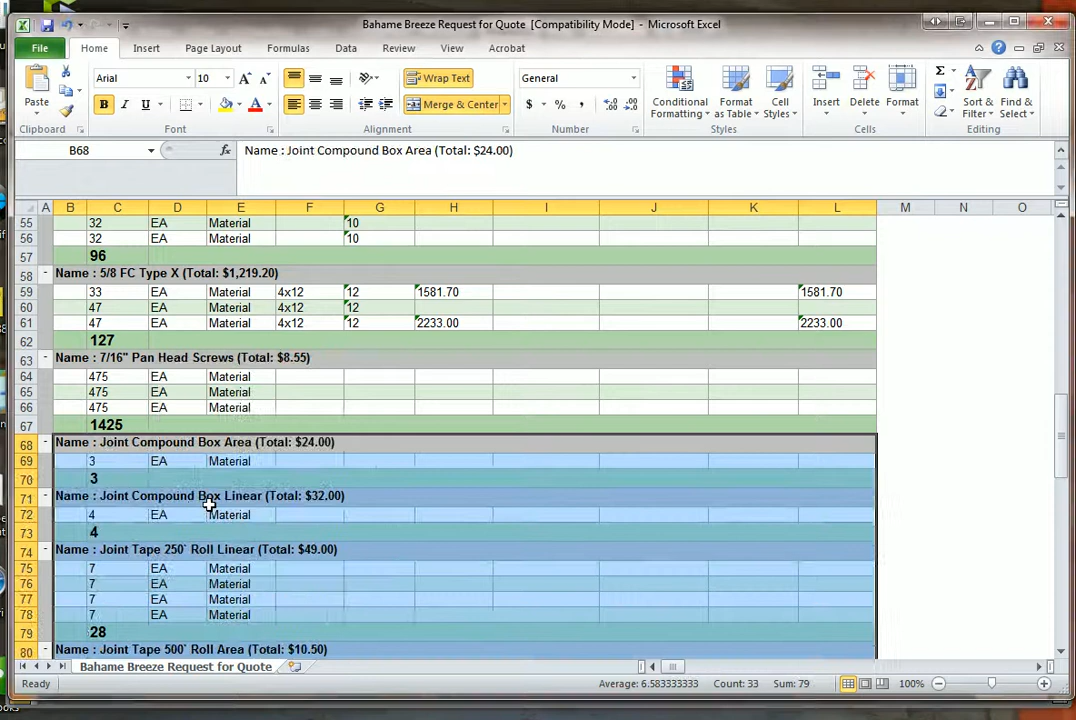 Bahame Breeze Request for Quote [Compatibility Mode] - Microsoft Excel
File Home Insert Page Layout Formulas Data Review View Acrobat
Paste Arial 10 Wrap Text General Conditional Formatting Format as Table Cell Styles Insert Delete Format Sort & Filter Find & Select
B I U Merge & Center $ % ,
Clipboard Font Alignment Number Styles Cells Editing
B68 fx Name : Joint Compound Box Area (Total: $24.00)
A B C D E F G H I J K L M N O
55 32 EA Material 10
56 32 EA Material 10
57 96
58 - Name : 5/8 FC Type X (Total: $1,219.20)
59 33 EA Material 4x12 12 1581.70 1581.70
60 47 EA Material 4x12 12
61 47 EA Material 4x12 12 2233.00 2233.00
62 127
63 - Name : 7/16" Pan Head Screws (Total: $8.55)
64 475 EA Material
65 475 EA Material
66 475 EA Material
67 1425
68 - Name : Joint Compound Box Area (Total: $24.00)
69 3 EA Material
70 3
71 - Name : Joint Compound Box Linear (Total: $32.00)
72 4 EA Material
73 4
74 - Name : Joint Tape 250` Roll Linear (Total: $49.00)
75 7 EA Material
76 7 EA Material
77 7 EA Material
78 7 EA Material
79 28
80 - Name : Joint Tape 500` Roll Area (Total: $10.50)
Bahame Breeze Request for Quote
Ready Average: 6.583333333 Count: 33 Sum: 79 100%